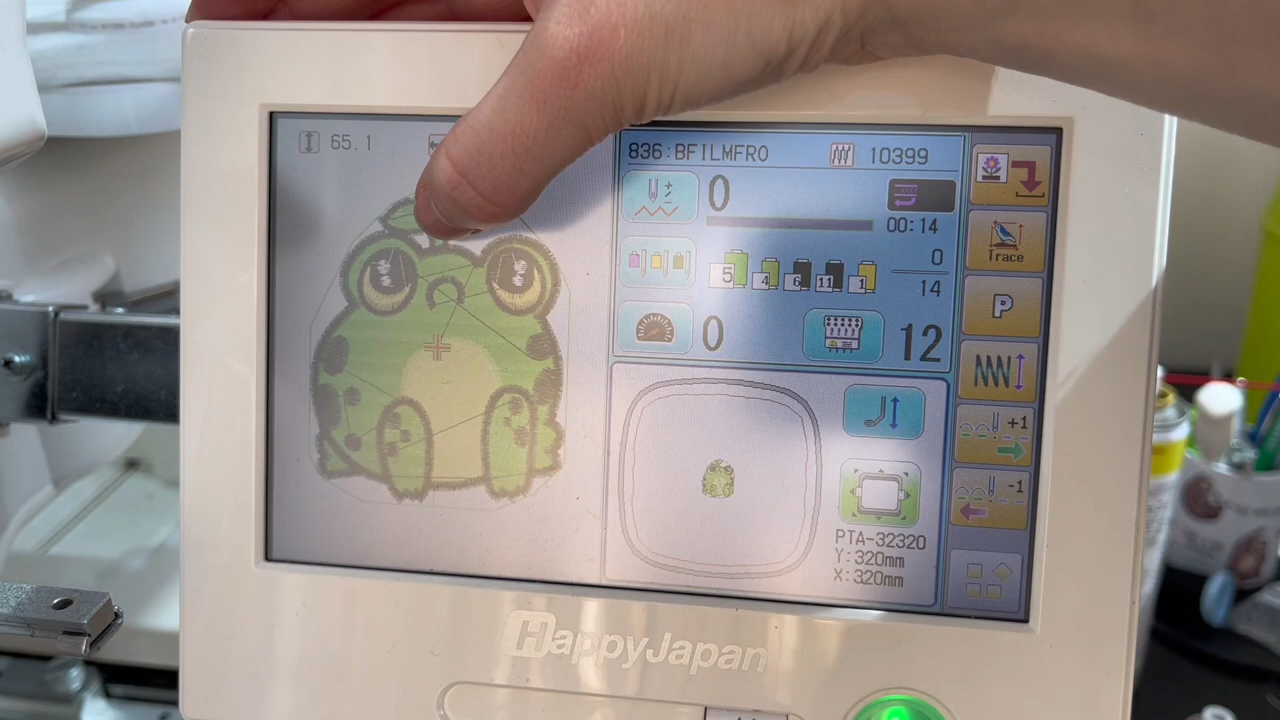 65.1
836:BFILMFRO
10399
0
00:14
5 4 6 11 1
0
14
0
12
Trace
P
+1
-1
PTA-32320
Y:320mm
X:320mm
HappyJapan